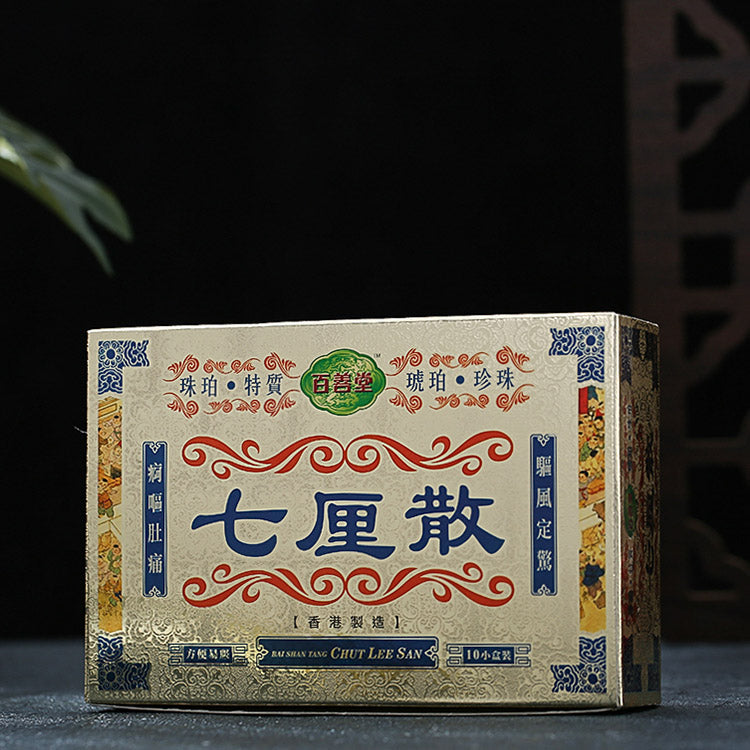 珠珀•特質
百善堂
TM
琥珀•珍珠
驅風定驚
七厘散
病嘔肚痛
【香港製造】
方便易服
BAI SHAN TANG CHUT LEE SAN
10小盒裝